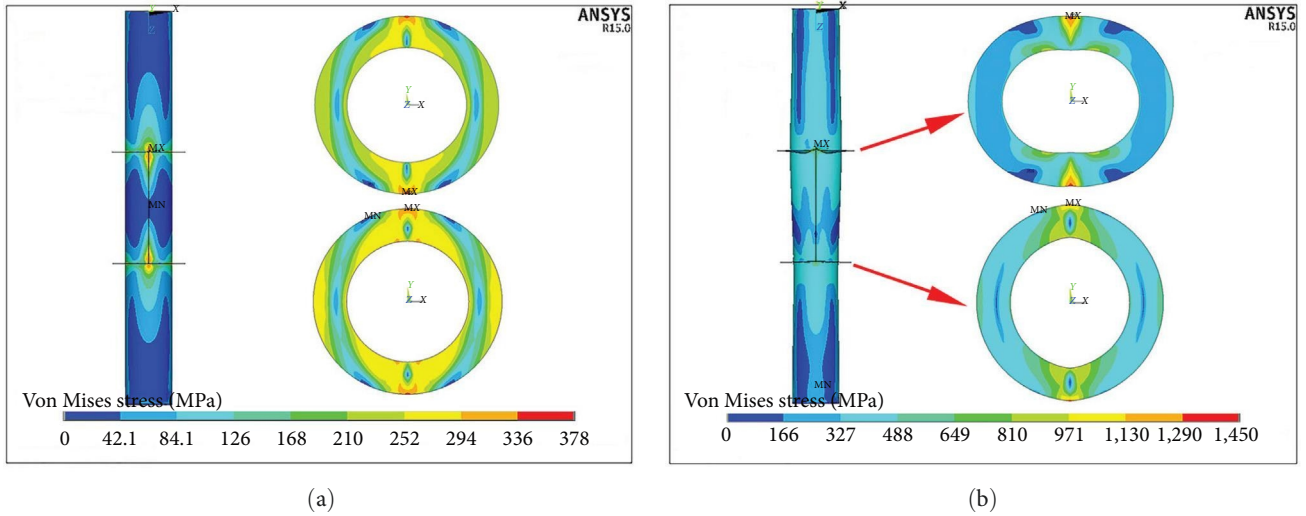 ANSYS
R15.0
Y
X
Z
MX
MN
Y
Z X
MX
MN
MX
Y
Z X
Von Mises stress (MPa)
0 42.1 84.1 126 168 210 252 294 336 378
(a)
ANSYS
R15.0
Y
X
Z
MX
MN
MX
Y
Z X
MN
MX
Y
Z X
Von Mises stress (MPa)
0 166 327 488 649 810 971 1,130 1,290 1,450
(b)